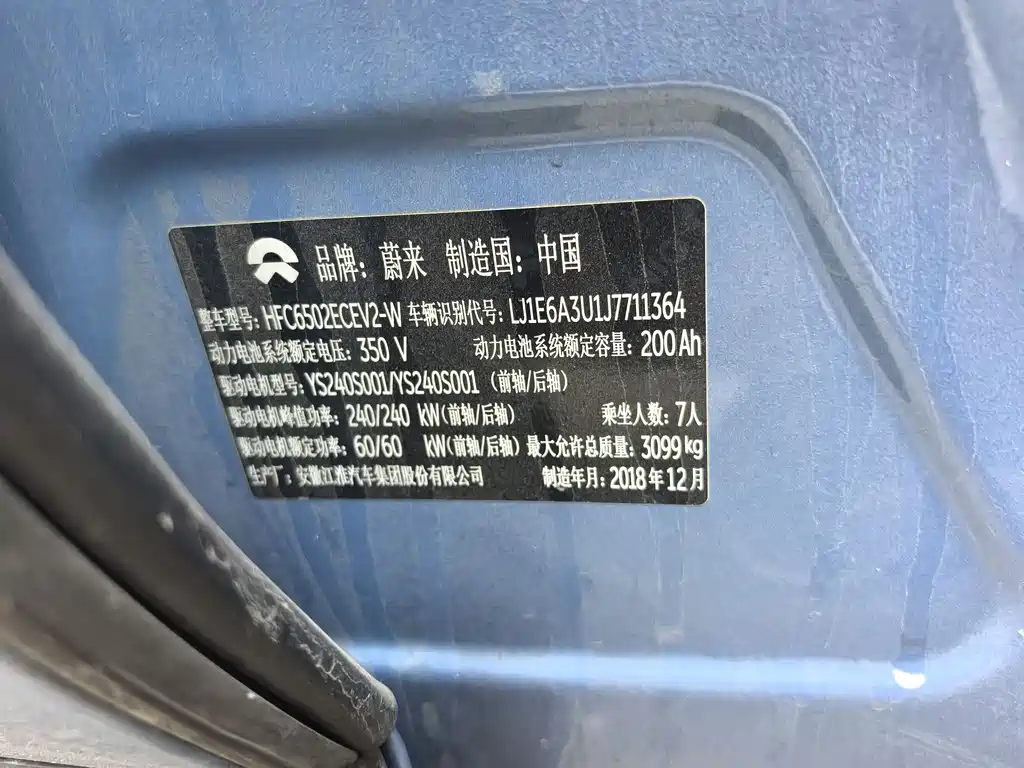 品牌：蔚来 制造国：中国
整车型号：HFC6502ECEV2-W 车辆识别代号：LJ1E6A3U1J7711364
动力电池系统额定电压：350 V 动力电池系统额定容量：200 Ah
驱动电机型号：YS240S001/YS240S001 （前轴/后轴）
驱动电机峰值功率：240/240 kW（前轴/后轴） 乘坐人数：7人
驱动电机额定功率：60/60 kW（前轴/后轴） 最大允许总质量：3099 kg
生产厂：安徽江淮汽车集团股份有限公司 制造年月：2018 年 12 月